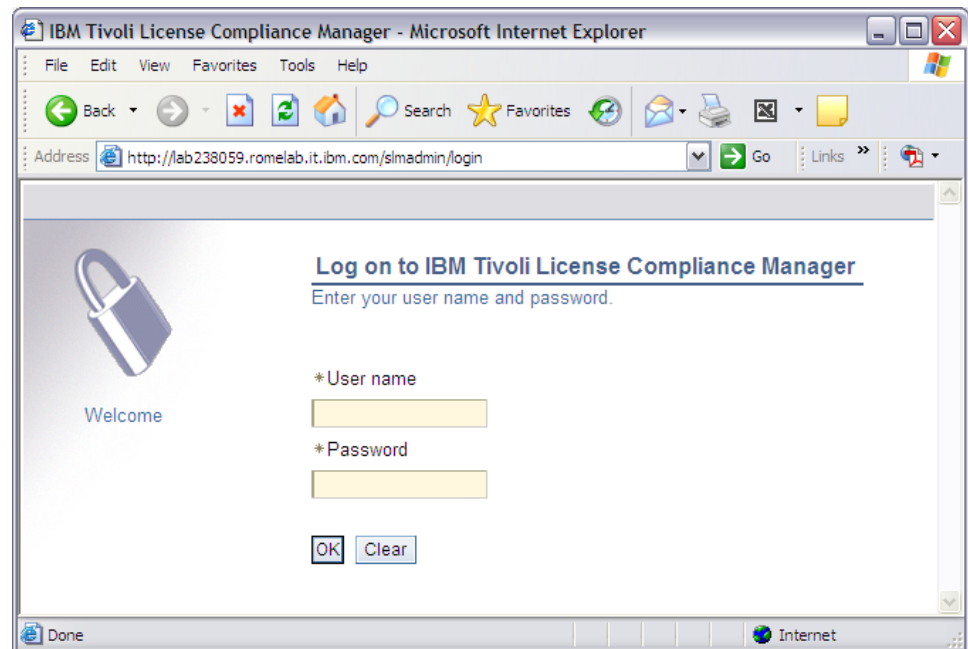 IBM Tivoli License Compliance Manager - Microsoft Internet Explorer
File Edit View Favorites Tools Help
Back Search Favorites
Address http://lab238059.romelab.it.ibm.com/slmadmin/login Go Links »
Log on to IBM Tivoli License Compliance Manager
Enter your user name and password.
*User name
Welcome
*Password
OK Clear
Done Internet